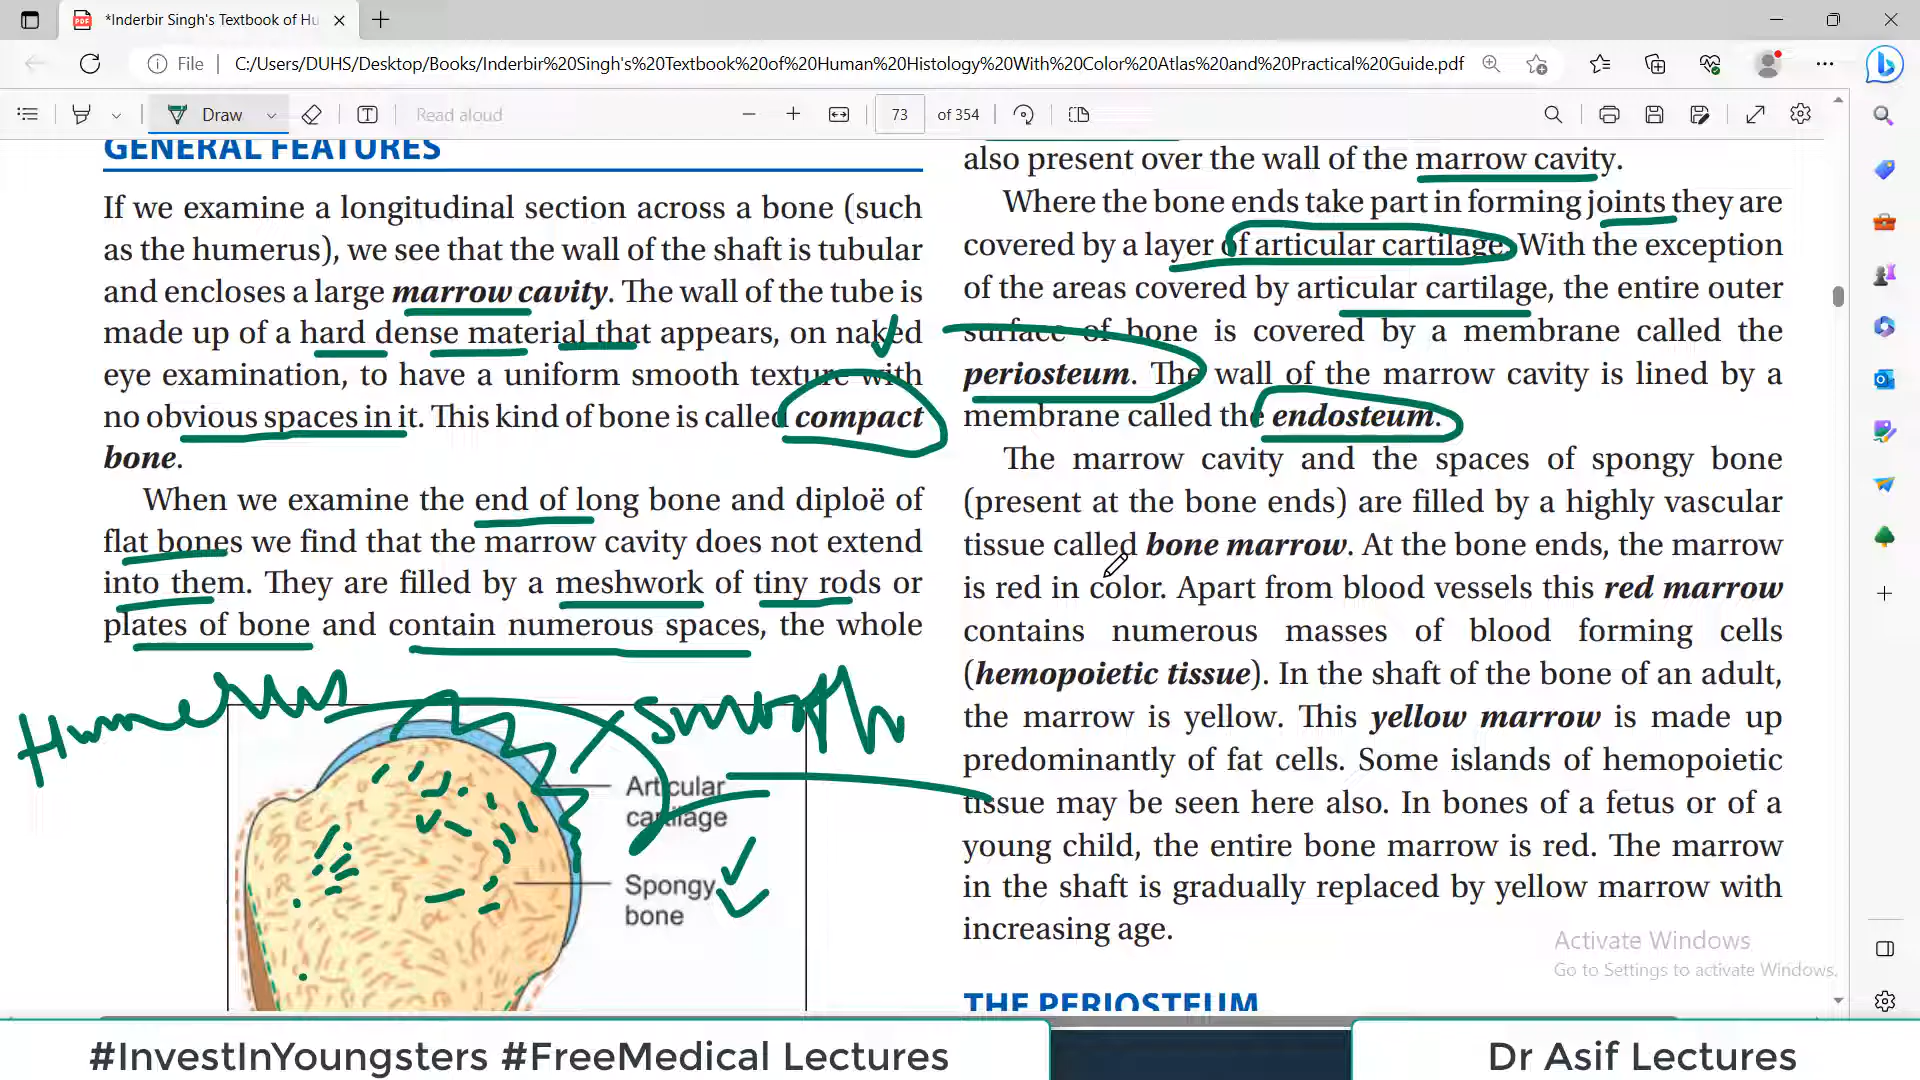 *Inderbir Singh's Textbook of Hu
File
C:/Users/DUHS/Desktop/Books/Inderbir%20Singh's%20Textbook%20of%20Human%20Histology%20With%20Color%20Atlas%20and%20Practical%20Guide.pdf
Draw
Read aloud
73
of 354
GENERAL FEATURES
If we examine a longitudinal section across a bone (such
as the humerus), we see that the wall of the shaft is tubular
and encloses a large marrow cavity. The wall of the tube is
made up of a hard dense material that appears, on naked
eye examination, to have a uniform smooth texture with
no obvious spaces in it. This kind of bone is called compact
bone.
When we examine the end of long bone and diploë of
flat bones we find that the marrow cavity does not extend
into them. They are filled by a meshwork of tiny rods or
plates of bone and contain numerous spaces, the whole
Humerus
smooth
Articular
cartilage
Spongy
bone
also present over the wall of the marrow cavity.
Where the bone ends take part in forming joints they are
covered by a layer of articular cartilage. With the exception
of the areas covered by articular cartilage, the entire outer
surface of bone is covered by a membrane called the
periosteum. The wall of the marrow cavity is lined by a
membrane called the endosteum.
The marrow cavity and the spaces of spongy bone
(present at the bone ends) are filled by a highly vascular
tissue called bone marrow. At the bone ends, the marrow
is red in color. Apart from blood vessels this red marrow
contains numerous masses of blood forming cells
(hemopoietic tissue). In the shaft of the bone of an adult,
the marrow is yellow. This yellow marrow is made up
predominantly of fat cells. Some islands of hemopoietic
tissue may be seen here also. In bones of a fetus or of a
young child, the entire bone marrow is red. The marrow
in the shaft is gradually replaced by yellow marrow with
increasing age.
THE PERIOSTEUM
Activate Windows
Go to Settings to activate Windows.
#InvestInYoungsters #FreeMedical Lectures
Dr Asif Lectures